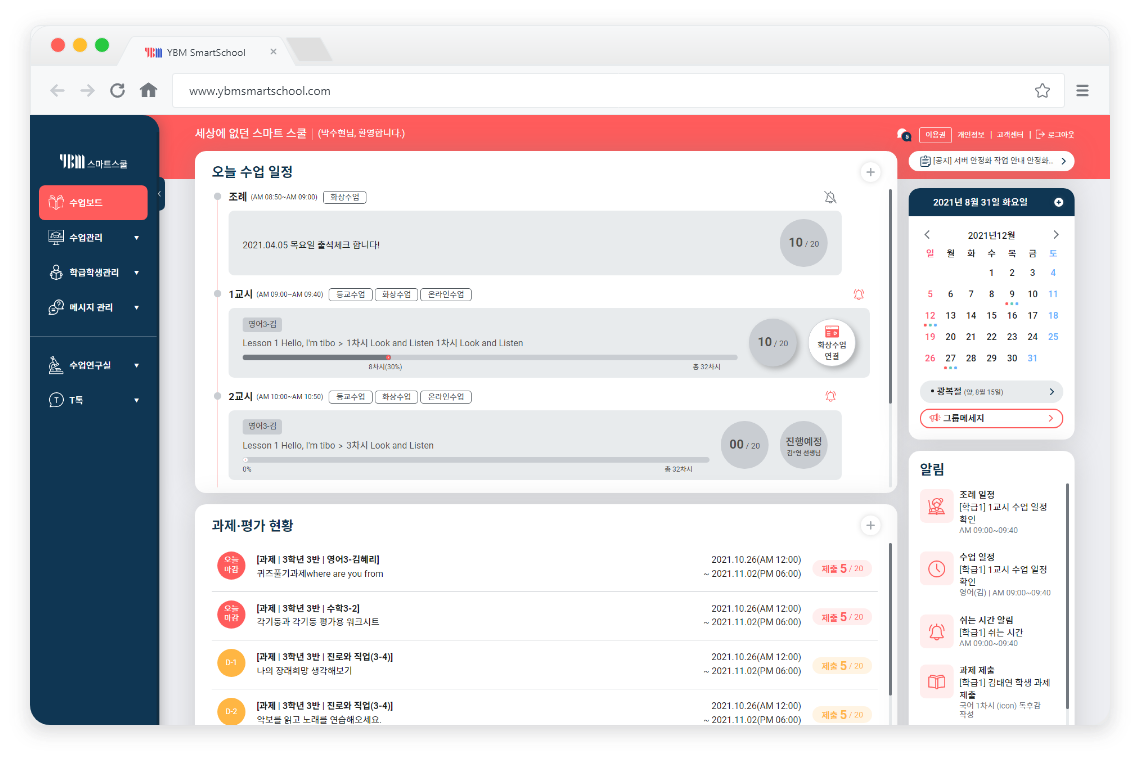 YBM SmartSchool
www.ybmsmartschool.com
YBM 스마트스쿨
수업보드
수업관리
학급학생관리
메시지 관리
수업연구실
T톡
세상에 없던 스마트 스쿨 | (박수현님, 환영합니다.)
이용권 개인정보 | 고객센터 | 로그아웃
[공지] 서버 안정화 작업 안내 안정화..
오늘 수업 일정
조례 (AM 08:50~AM 09:00) 화상수업
2021.04.05 목요일 출석체크 합니다!
10 / 20
1교시 (AM 09:00~AM 09:40) 등교수업 화상수업 온라인수업
영어3-김
Lesson 1 Hello, I'm tibo > 1차시 Look and Listen 1차시 Look and Listen
8차시(30%)
총 32차시
10 / 20
화상수업
연결
2교시 (AM 10:00~AM 10:50) 등교수업 화상수업 온라인수업
영어3-김
Lesson 1 Hello, I'm tibo > 3차시 Look and Listen
0%
총 32차시
00 / 20
진행예정
김*연 선생님
과제·평가 현황
오늘
마감
[과제 | 3학년 3반 | 영어3-김혜리]
퀴즈풀기과제where are you from
2021.10.26(AM 12:00)
~ 2021.11.02(PM 06:00)
제출 5 / 20
오늘
마감
[과제 | 3학년 3반 | 수학3-2]
각기둥과 각기둥 평가용 워크시트
2021.10.26(AM 12:00)
~ 2021.11.02(PM 06:00)
제출 5 / 20
D-1
[과제 | 3학년 3반 | 진로와 직업(3-4)]
나의 장래희망 생각해보기
2021.10.26(AM 12:00)
~ 2021.11.02(PM 06:00)
제출 5 / 20
D-2
[과제 | 3학년 3반 | 진로와 직업(3-4)]
악보를 읽고 노래를 연습해오세요.
2021.10.26(AM 12:00)
~ 2021.11.02(PM 06:00)
제출 5 / 20
2021년 8월 31일 화요일
2021년12월
일 월 화 수 목 금 토
1 2 3 4
5 6 7 8 9 10 11
12 13 14 15 16 17 18
19 20 21 22 23 24 25
26 27 28 29 30 31
• 광복절 (양, 8월 15일)
그룹메세지
알림
조례 일정
[학급1] 1교시 수업 일정
확인
AM 09:00~09:40
수업 일정
[학급1] 1교시 수업 일정
확인
영어(김) | AM 09:00~09:40
쉬는 시간 알림
[학급1] 쉬는 시간
AM 09:00~09:40
과제 제출
[학급1] 김태연 학생 과제
제출
국어 1차시 (icon) 독후감
작성